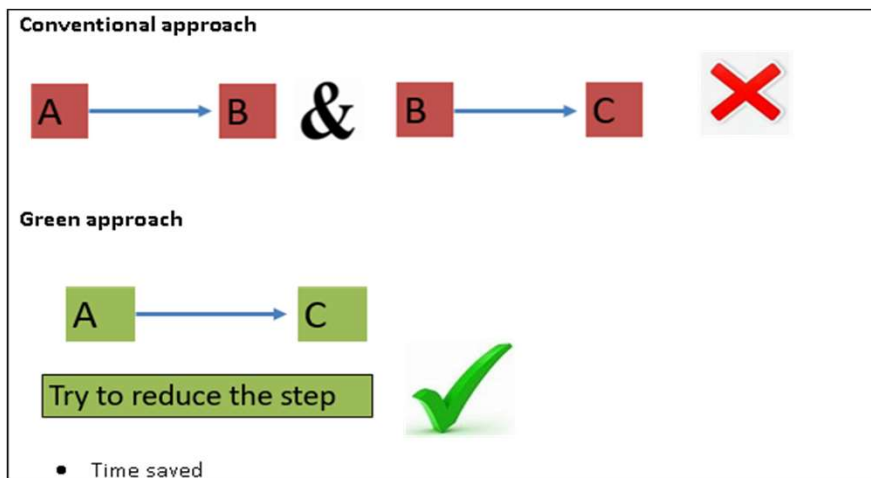 Conventional approach
A B & B C
Green approach
A C
Try to reduce the step
• Time saved